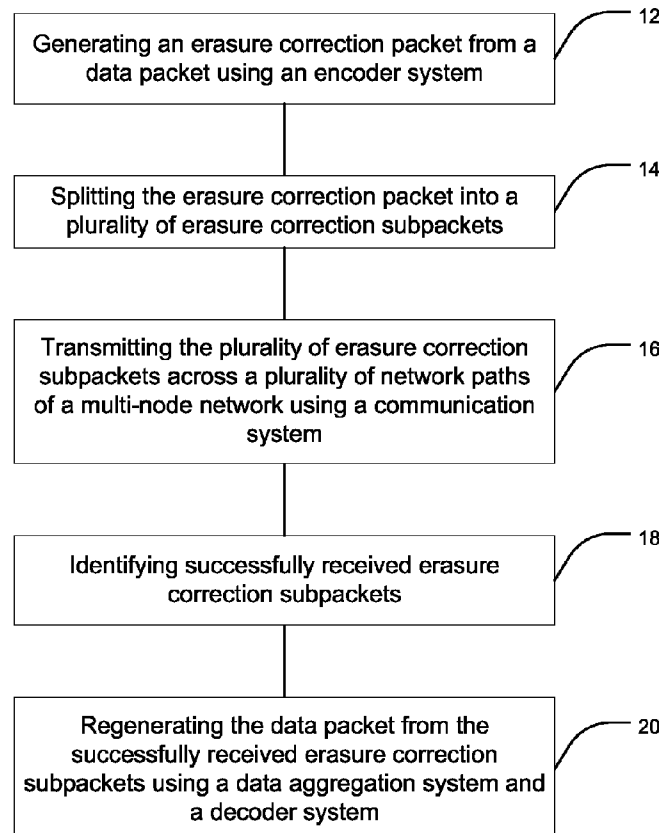 12
Generating an erasure correction packet from a
data packet using an encoder system
14
Splitting the erasure correction packet into a
plurality of erasure correction subpackets
16
Transmitting the plurality of erasure correction
subpackets across a plurality of network paths
of a multi-node network using a communication
system
18
Identifying successfully received erasure
correction subpackets
20
Regenerating the data packet from the
successfully received erasure correction
subpackets using a data aggregation system and
a decoder system